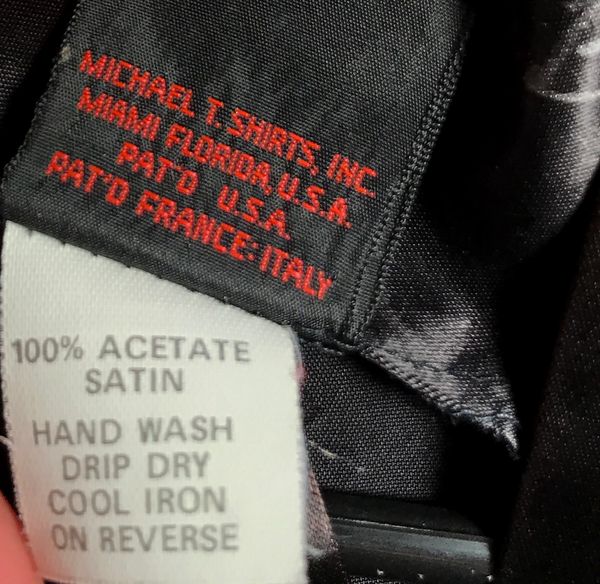 MICHAEL T. SHIRTS, INC.
MIAMI FLORIDA, U.S.A.
PAT'D U.S.A.
PAT'D FRANCE: ITALY
100% ACETATE
SATIN
HAND WASH
DRIP DRY
COOL IRON
ON REVERSE